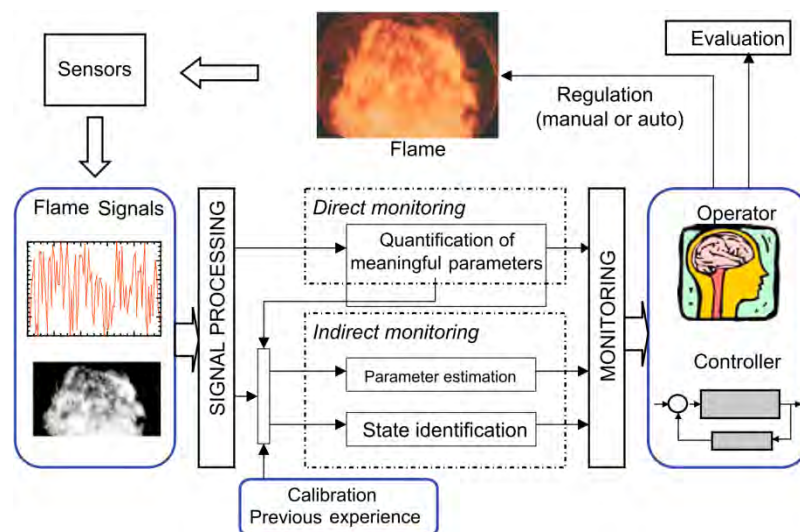 Sensors
Flame
Regulation
(manual or auto)
Evaluation
Flame Signals
SIGNAL PROCESSING
Direct monitoring
Quantification of
meaningful parameters
Indirect monitoring
Parameter estimation
State identification
Calibration
Previous experience
MONITORING
Operator
Controller